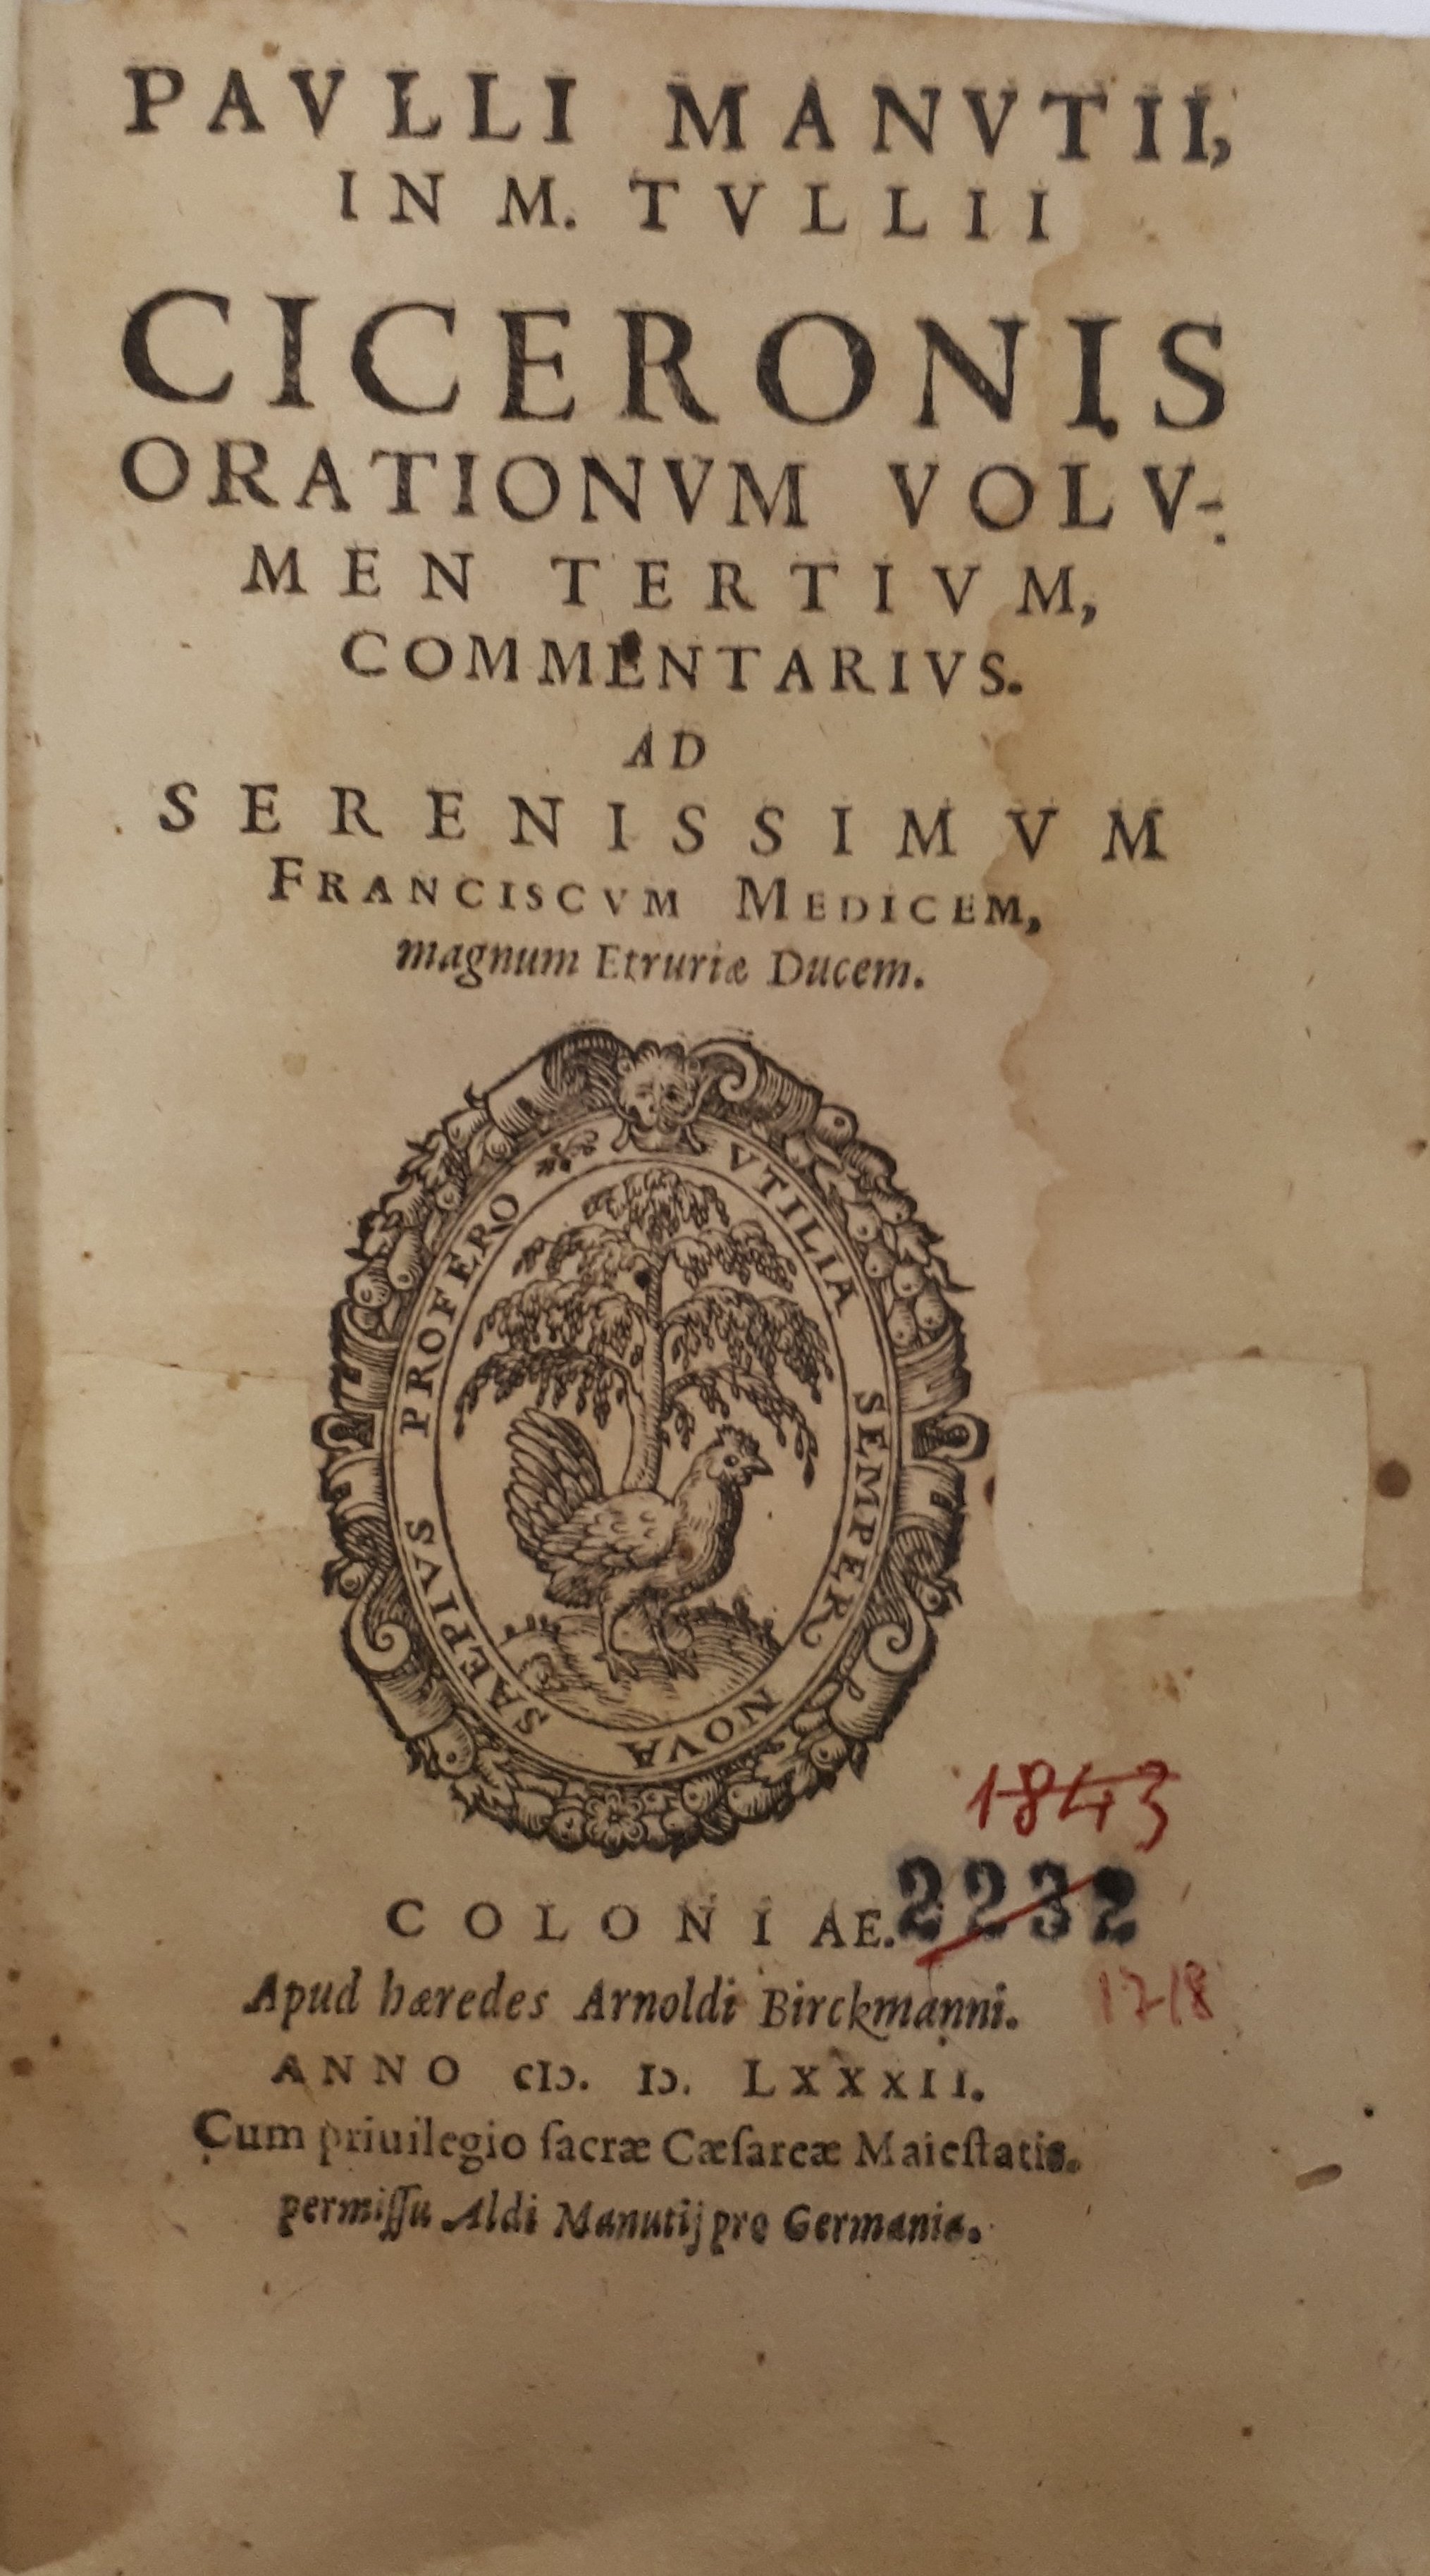 PAVLLI MANVTII,
IN M. TVLLII
CICERONIS
ORATIONVM VOLV-
MEN TERTIVM,
COMMENTARIVS.
AD
SERENISSIMVM
FRANCISCVM MEDICEM,
magnum Etruriæ Ducem.
VTILIA SEMPER NOVA SAEPIVS PROFERO
1843
2232
COLONIAE.
Apud hæredes Arnoldi Birckmanni.
1718
ANNO CIↃ. IↃ. LXXXII.
Cum priuilegio ſacræ Cæſareæ Maieſtatis.
permiſſu Aldi Manutij pro Germania.